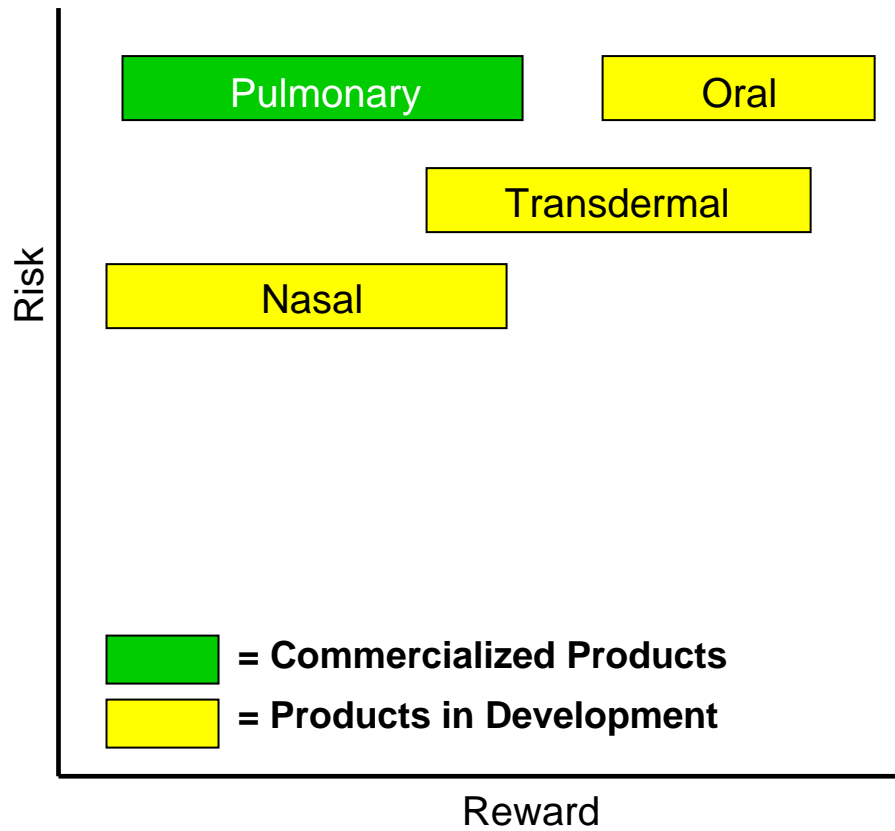 Pulmonary
Oral
Transdermal
Nasal
Risk
= Commercialized Products
= Products in Development
Reward